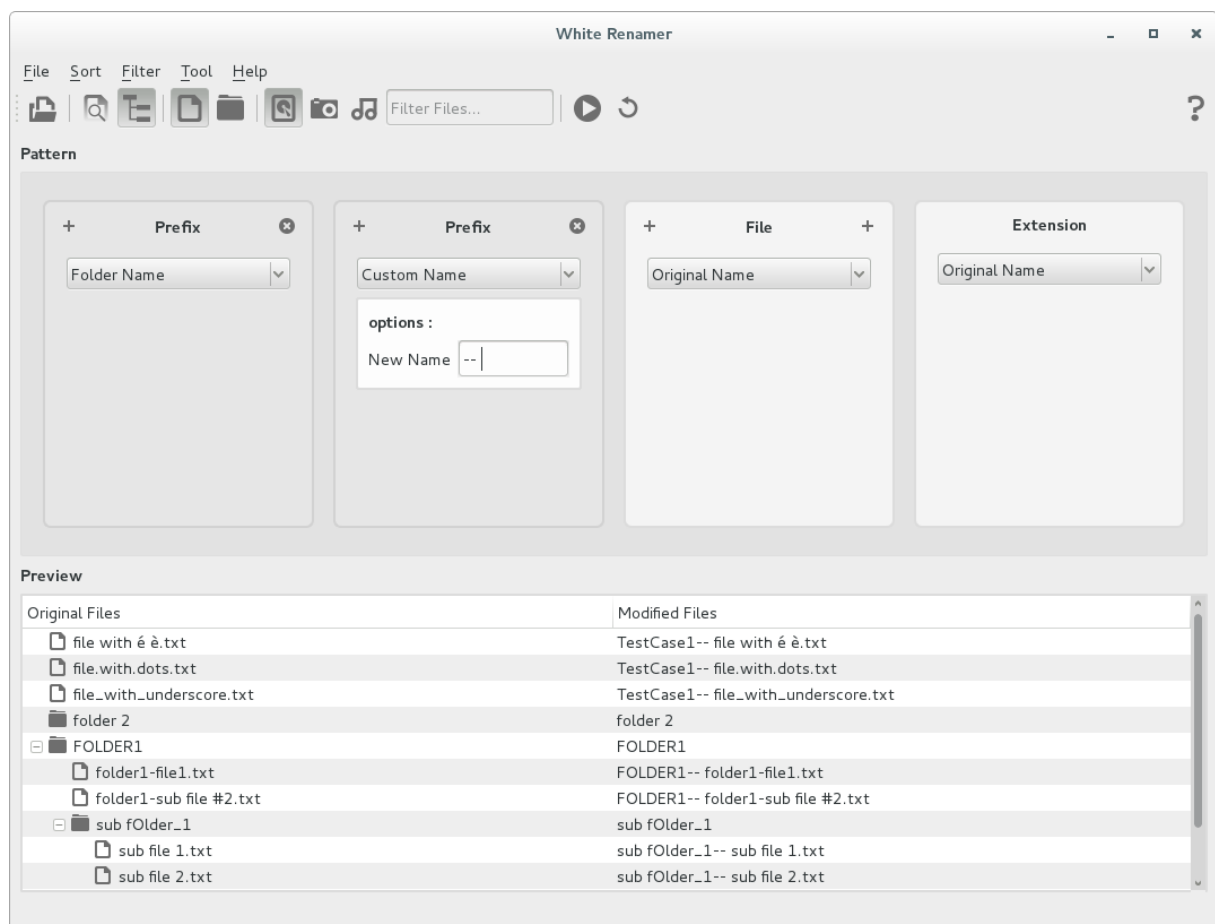 White Renamer
File Sort Filter Tool Help
Filter Files...
Pattern
Prefix Prefix File Extension
Folder Name Custom Name Original Name Original Name
options :
New Name --
Preview
Original Files Modified Files
file with é è.txt TestCase1-- file with é è.txt
file.with.dots.txt TestCase1-- file.with.dots.txt
file_with_underscore.txt TestCase1-- file_with_underscore.txt
folder 2 folder 2
FOLDER1 FOLDER1
folder1-file1.txt FOLDER1-- folder1-file1.txt
folder1-sub file #2.txt FOLDER1-- folder1-sub file #2.txt
sub fOlder_1 sub fOlder_1
sub file 1.txt sub fOlder_1-- sub file 1.txt
sub file 2.txt sub fOlder_1-- sub file 2.txt